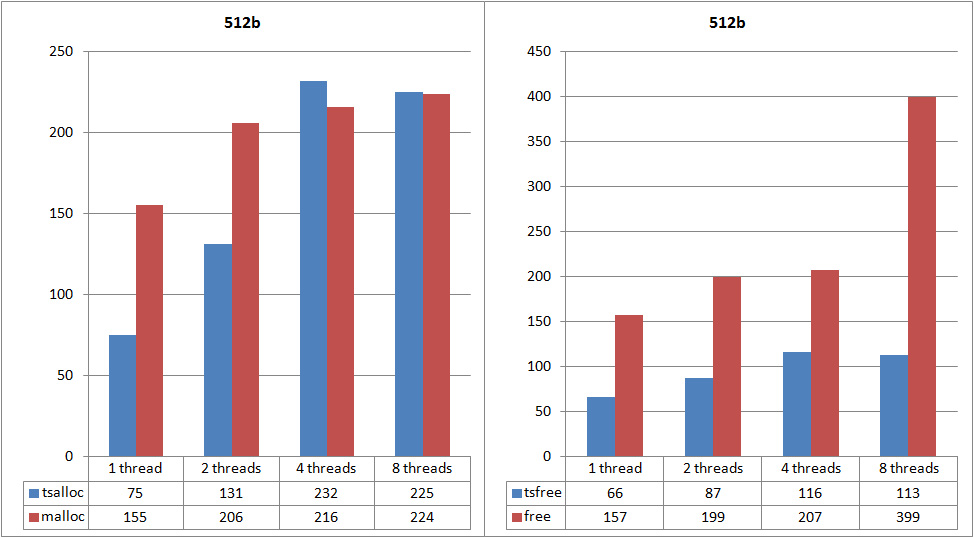 512b
250
200
150
100
50
0
1 thread 2 threads 4 threads 8 threads
tsalloc 75 131 232 225
malloc 155 206 216 224
512b
450
400
350
300
250
200
150
100
50
0
1 thread 2 threads 4 threads 8 threads
tsfree 66 87 116 113
free 157 199 207 399